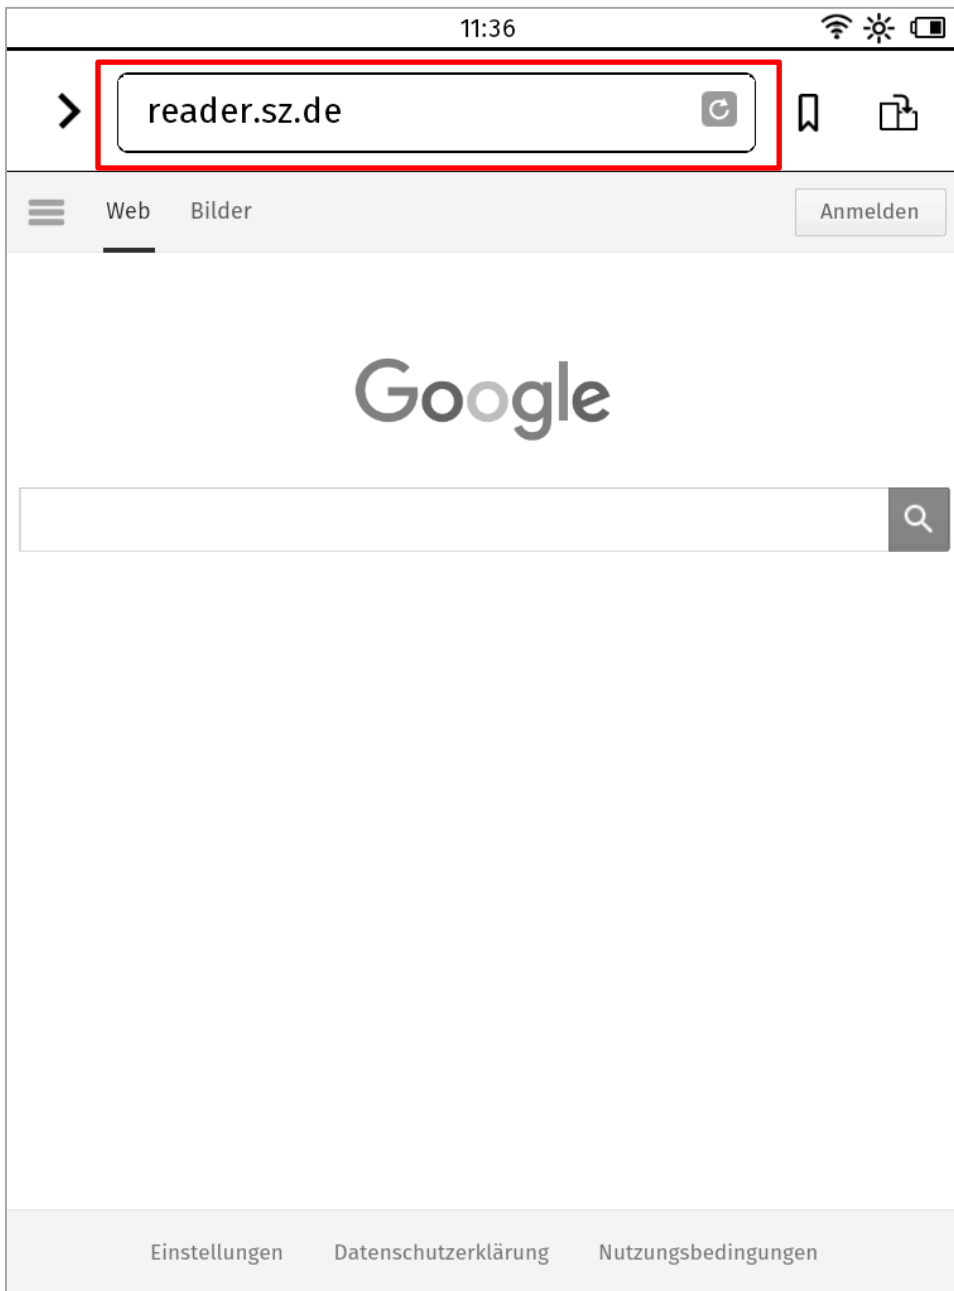 11:36
reader.sz.de
Web Bilder Anmelden
Google
Einstellungen Datenschutzerklärung Nutzungsbedingungen